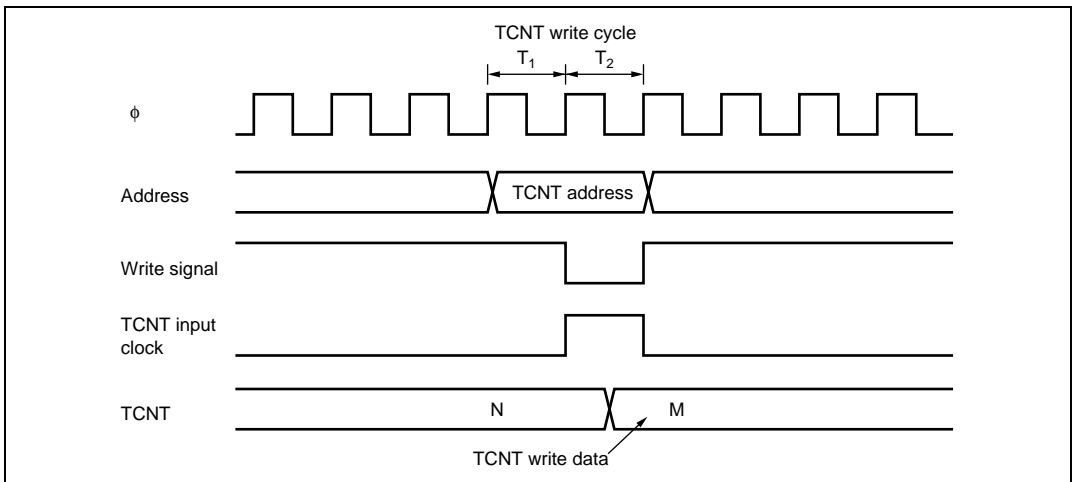 TCNT write cycle
T1 T2
ϕ
Address
TCNT address
Write signal
TCNT input
clock
TCNT
N M
TCNT write data